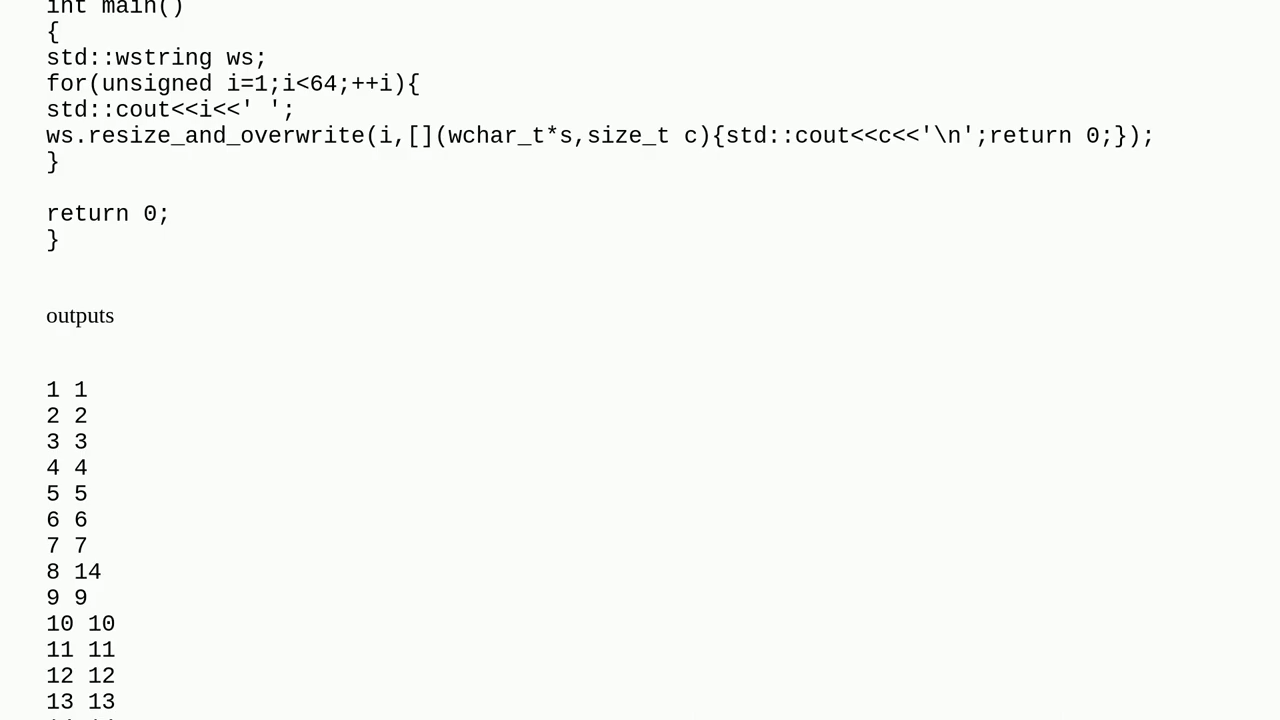 int main()
{
std::wstring ws;
for(unsigned i=1;i<64;++i){
std::cout<<i<<' ';
ws.resize_and_overwrite(i,[](wchar_t*s,size_t c){std::cout<<c<<'\n';return 0;});
}
return 0;
}
outputs
1 1
2 2
3 3
4 4
5 5
6 6
7 7
8 14
9 9
10 10
11 11
12 12
13 13